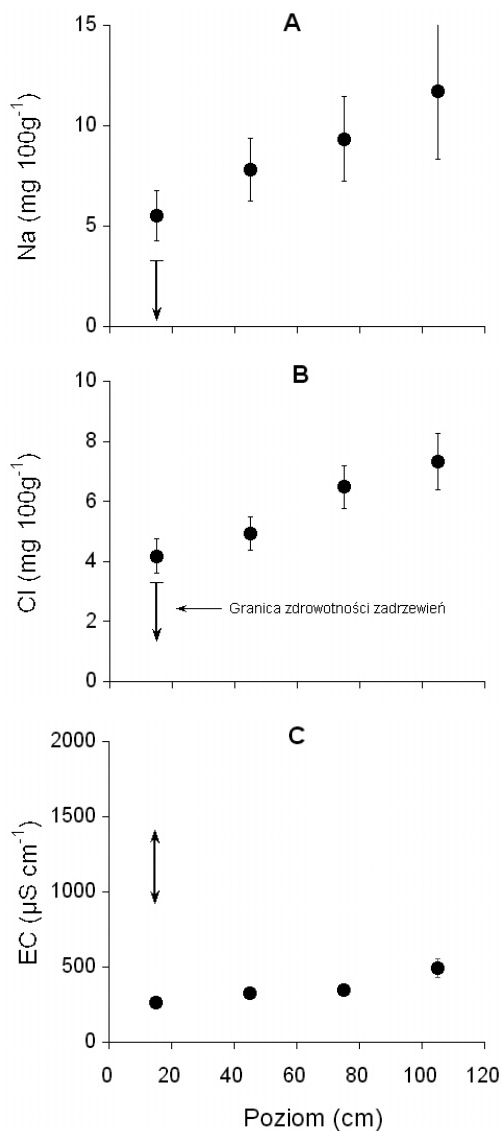 A
15
10
5
0
Na (mg 100g⁻¹)
B
10
8
6
4
2
0
Cl (mg 100g⁻¹)
Granica zdrowotności zadrzewień
C
2000
1500
1000
500
0
EC (µS cm⁻¹)
0 20 40 60 80 100 120
Poziom (cm)